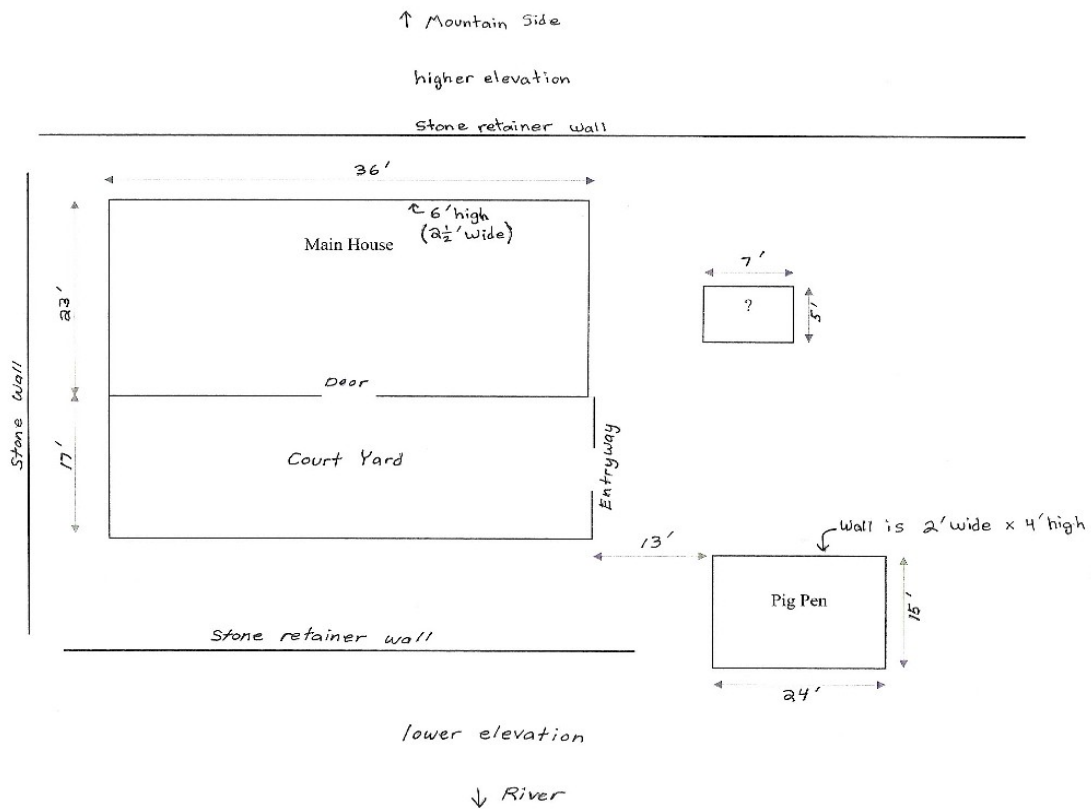 ↑ Mountain Side
higher elevation
Stone retainer wall
36'
↖ 6' high
(2½' wide)
Main House
23'
7'
?
5'
Door
Stone Wall
17'
Court Yard
Entryway
Wall is 2' wide x 4' high
13'
Pig Pen
15'
Stone retainer wall
24'
lower elevation
↓ River